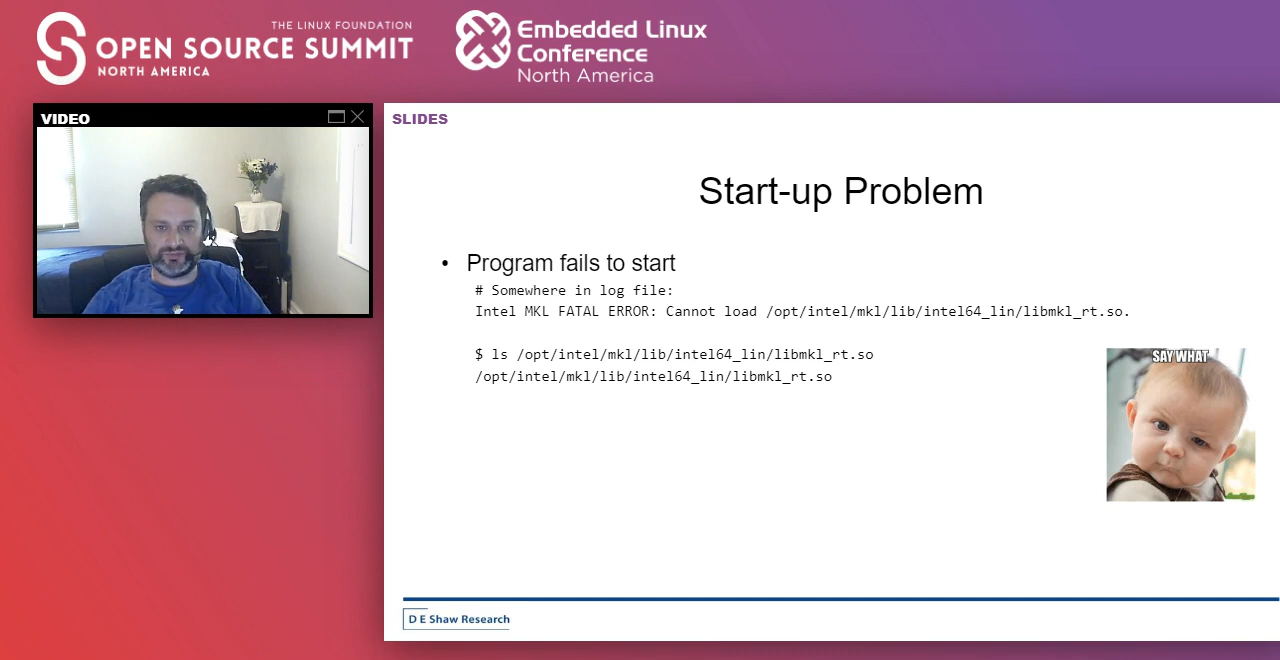 THE LINUX FOUNDATION
OPEN SOURCE SUMMIT
NORTH AMERICA
Embedded Linux
Conference
North America
VIDEO
SLIDES
Start-up Problem
• Program fails to start
# Somewhere in log file:
Intel MKL FATAL ERROR: Cannot load /opt/intel/mkl/lib/intel64_lin/libmkl_rt.so.
$ ls /opt/intel/mkl/lib/intel64_lin/libmkl_rt.so
/opt/intel/mkl/lib/intel64_lin/libmkl_rt.so
SAY WHAT
D E Shaw Research